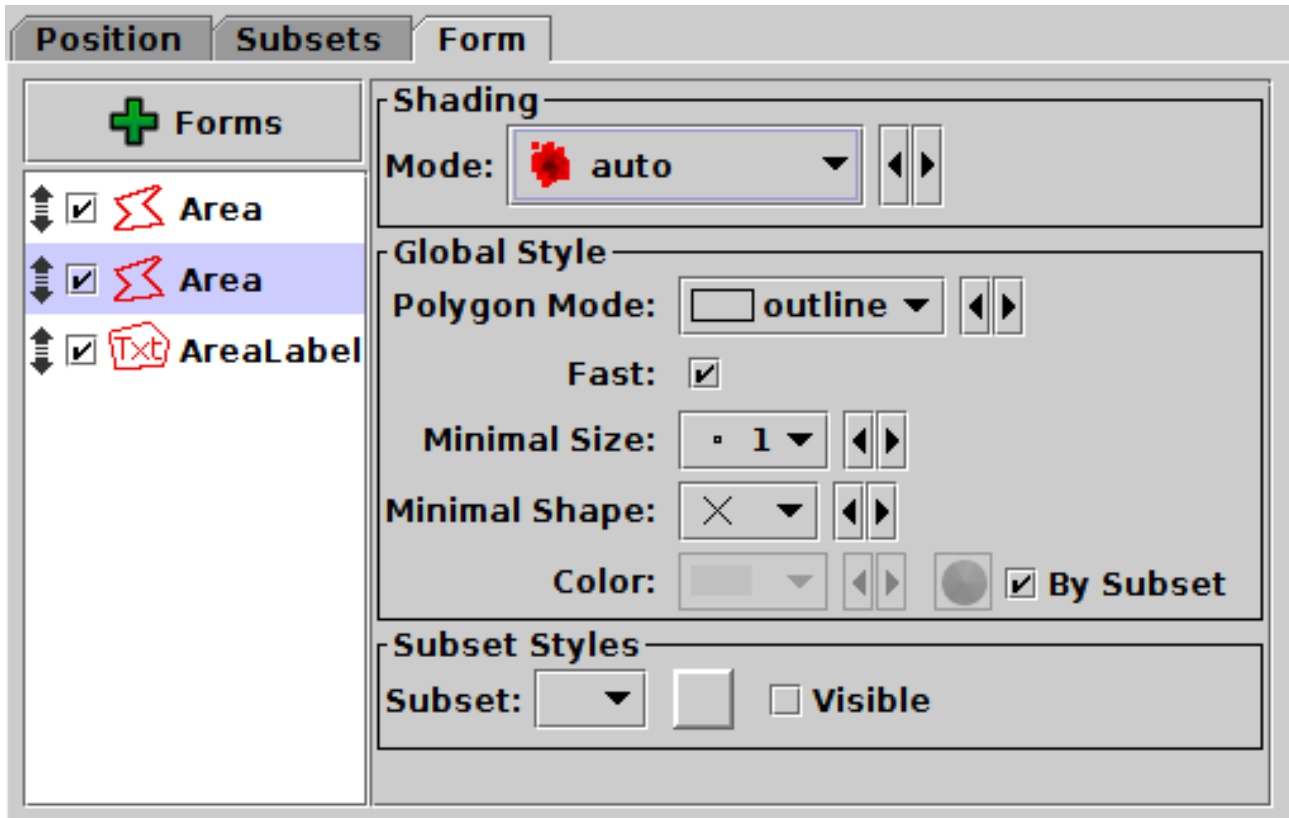 Position Subsets Form
Forms
Area
Area
Txt AreaLabel
Shading
Mode: auto
Global Style
Polygon Mode: outline
Fast:
Minimal Size: 1
Minimal Shape:
Color: By Subset
Subset Styles
Subset: Visible